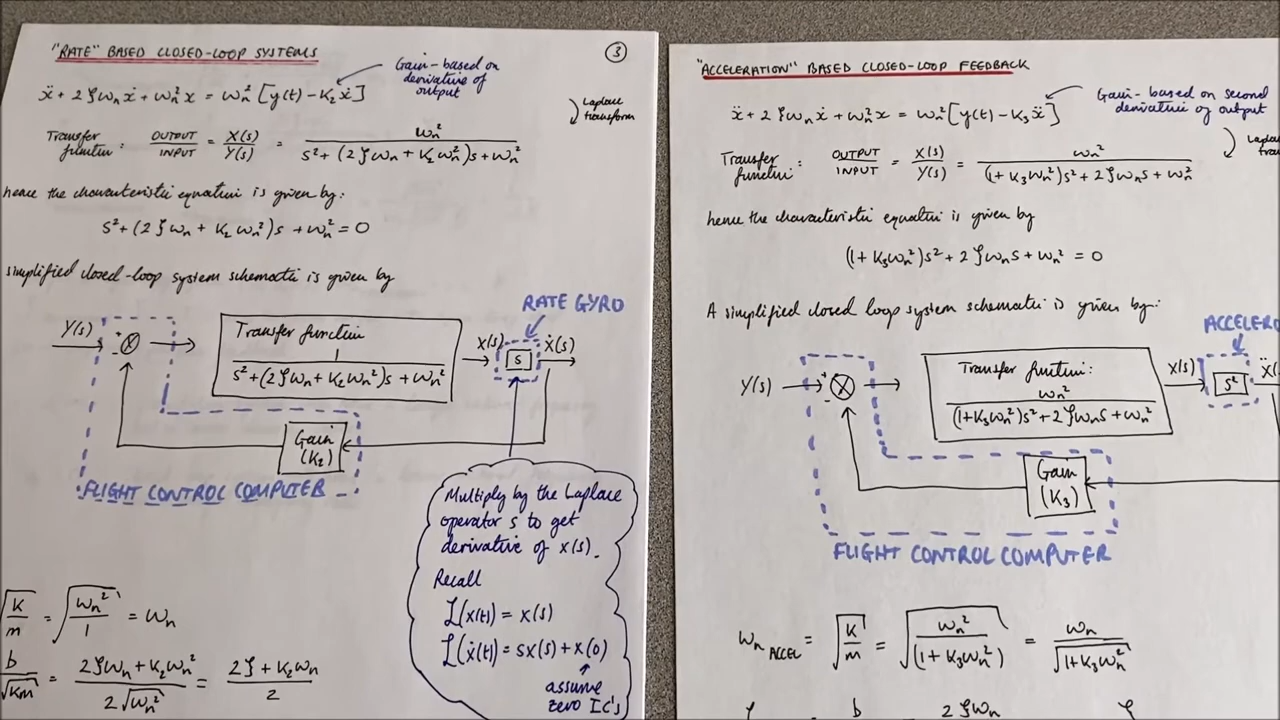 "RATE" BASED CLOSED-LOOP SYSTEMS
③
Gain - based on
derivative of
output
ẍ + 2ζωₙẋ + ωₙ²x = ωₙ²[y(t) - K₂ẋ]
Laplace
transform
Transfer
function : OUTPUT/INPUT = X(s)/Y(s) = ωₙ²/(s² + (2ζωₙ + K₂ωₙ²)s + ωₙ²)
hence the characteristic equation is given by:
s² + (2ζωₙ + K₂ωₙ²)s + ωₙ² = 0
simplified closed-loop system schematic is given by
RATE GYRO
Y(s)
+
-
Transfer function
1/(s² + (2ζωₙ + K₂ωₙ²)s + ωₙ²)
X(s)
s
Ẋ(s)
Gain
(K₂)
FLIGHT CONTROL COMPUTER
Multiply by the Laplace
operator s to get
derivative of x(s).
Recall
ℒ(x(t)) = x(s)
ℒ(ẋ(t)) = sx(s) + x(0)
assume
zero IC's
√(K/m) = √(ωₙ²/1) = ωₙ
b/√(Km) = (2ζωₙ + K₂ωₙ²)/(2√(ωₙ²)) = (2ζ + K₂ωₙ)/2
"ACCELERATION" BASED CLOSED-LOOP FEEDBACK
Gain - based on second
derivative of output
ẍ + 2ζωₙẋ + ωₙ²x = ωₙ²[y(t) - K₃ẍ]
Transfer
function : OUTPUT/INPUT = X(s)/Y(s) = ωₙ²/((1 + K₃ωₙ²)s² + 2ζωₙs + ωₙ²)
hence the characteristic equation is given by
(1 + K₃ωₙ²)s² + 2ζωₙs + ωₙ² = 0
A simplified closed loop system schematic is given by:
Y(s)
+
-
Transfer function:
ωₙ²/((1+K₃ωₙ²)s² + 2ζωₙs + ωₙ²)
X(s)
s²
Gain
(K₃)
FLIGHT CONTROL COMPUTER
ωₙ ACCEL = √(K/m) = √(ωₙ²/(1 + K₃ωₙ²)) = ωₙ/√(1+K₃ωₙ²)
b
2ζωₙ